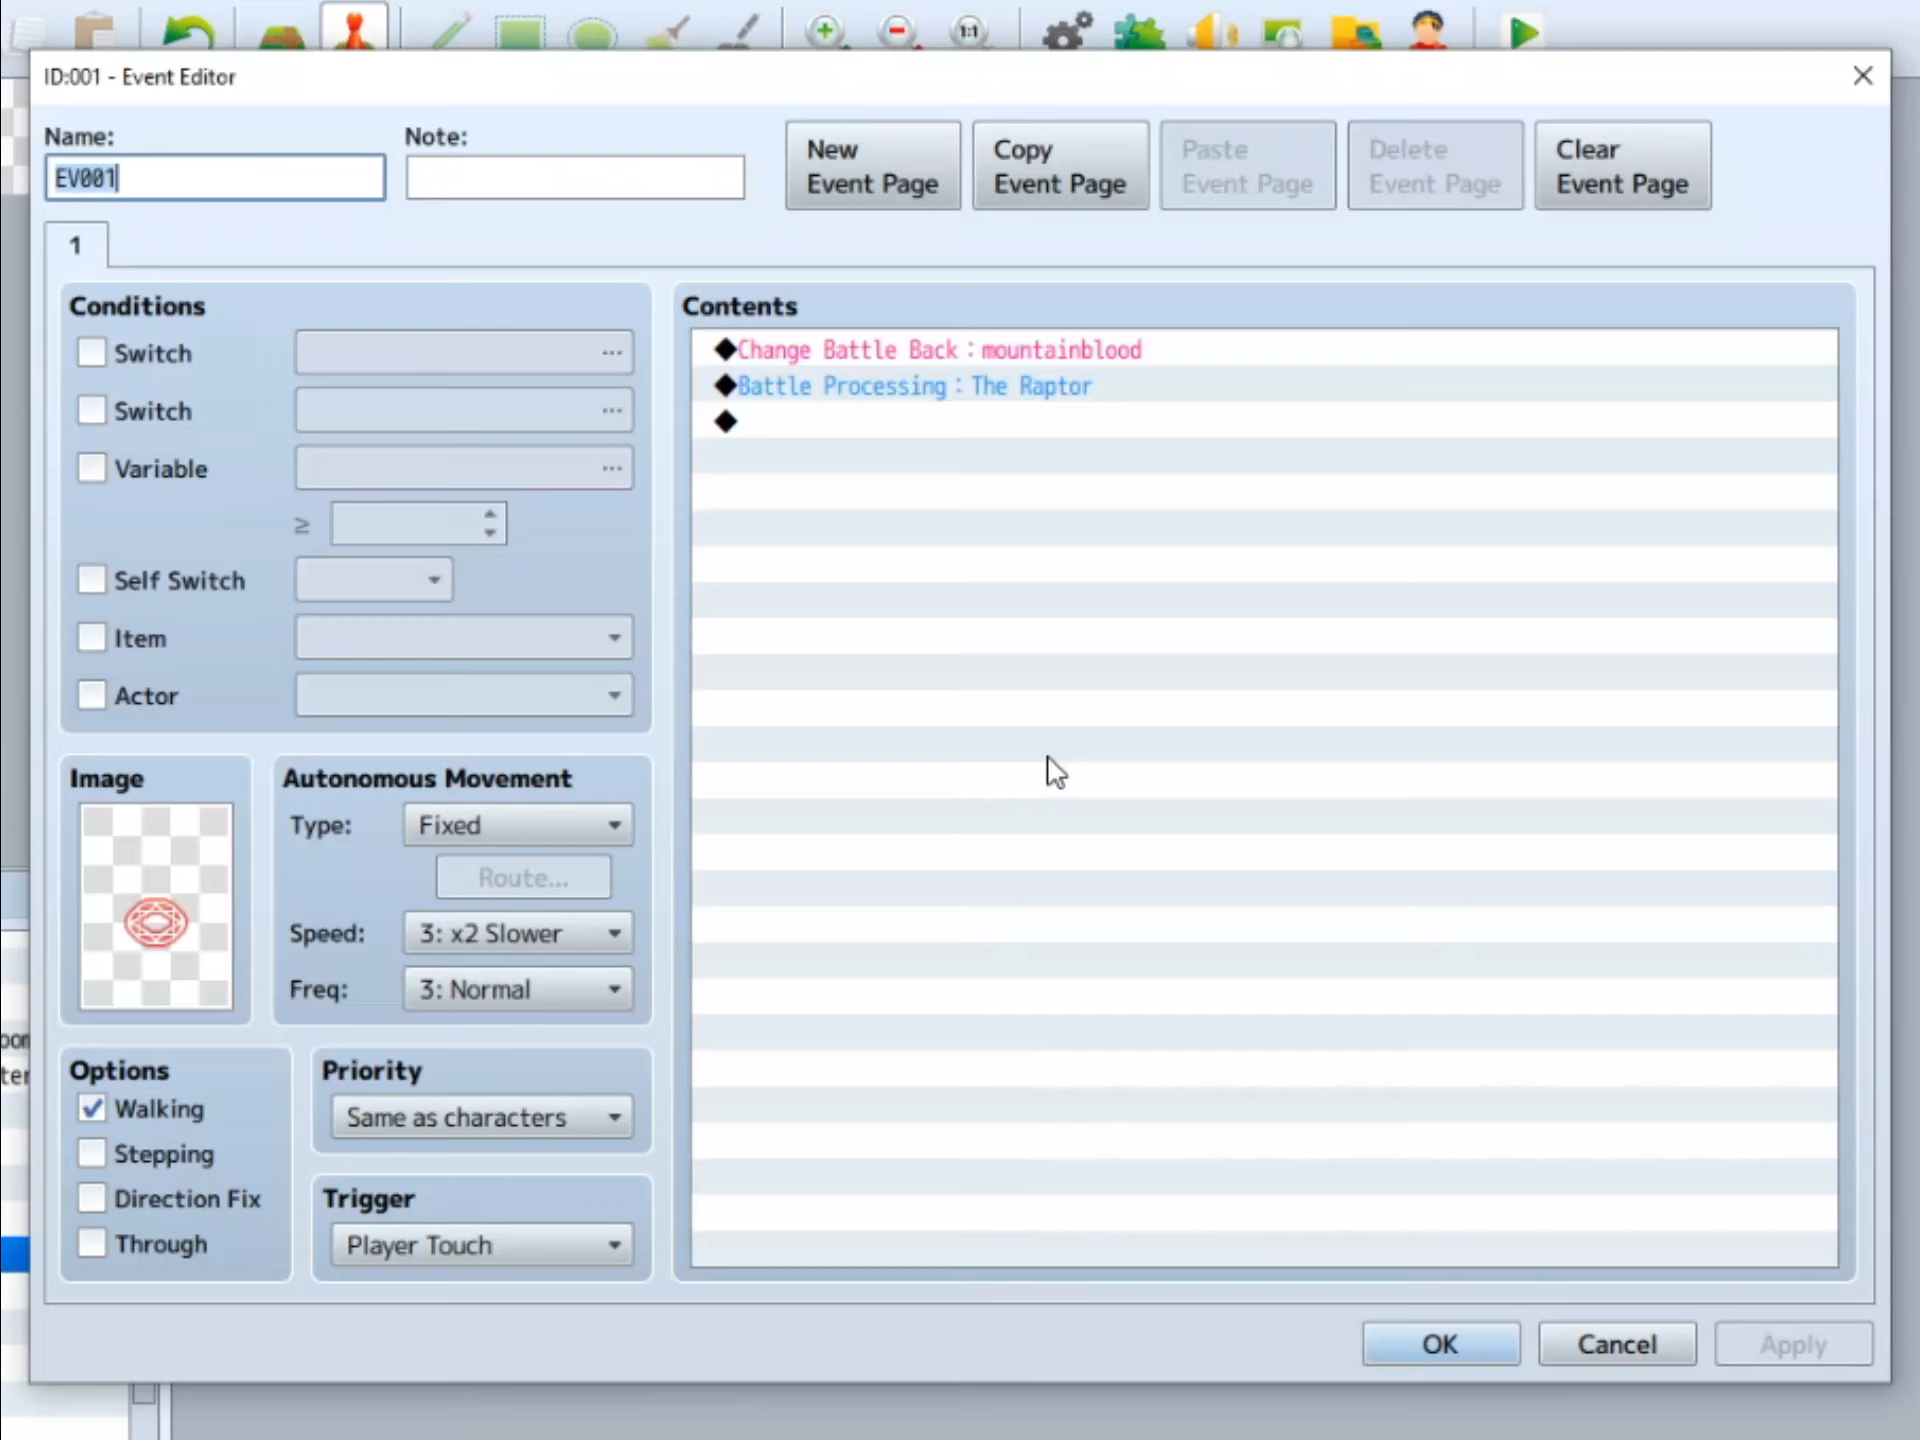 1:1
ID:001 - Event Editor
Name:
Note:
EV001
New
Event Page
Copy
Event Page
Paste
Event Page
Delete
Event Page
Clear
Event Page
1
Conditions
Switch
...
Switch
...
Variable
...
≥
Self Switch
Item
Actor
Contents
◆Change Battle Back：mountainblood
◆Battle Processing：The Raptor
◆
Image
Autonomous Movement
Type:
Fixed
Route...
Speed:
3: x2 Slower
Freq:
3: Normal
Options
Walking
Stepping
Direction Fix
Through
Priority
Same as characters
Trigger
Player Touch
OK
Cancel
Apply